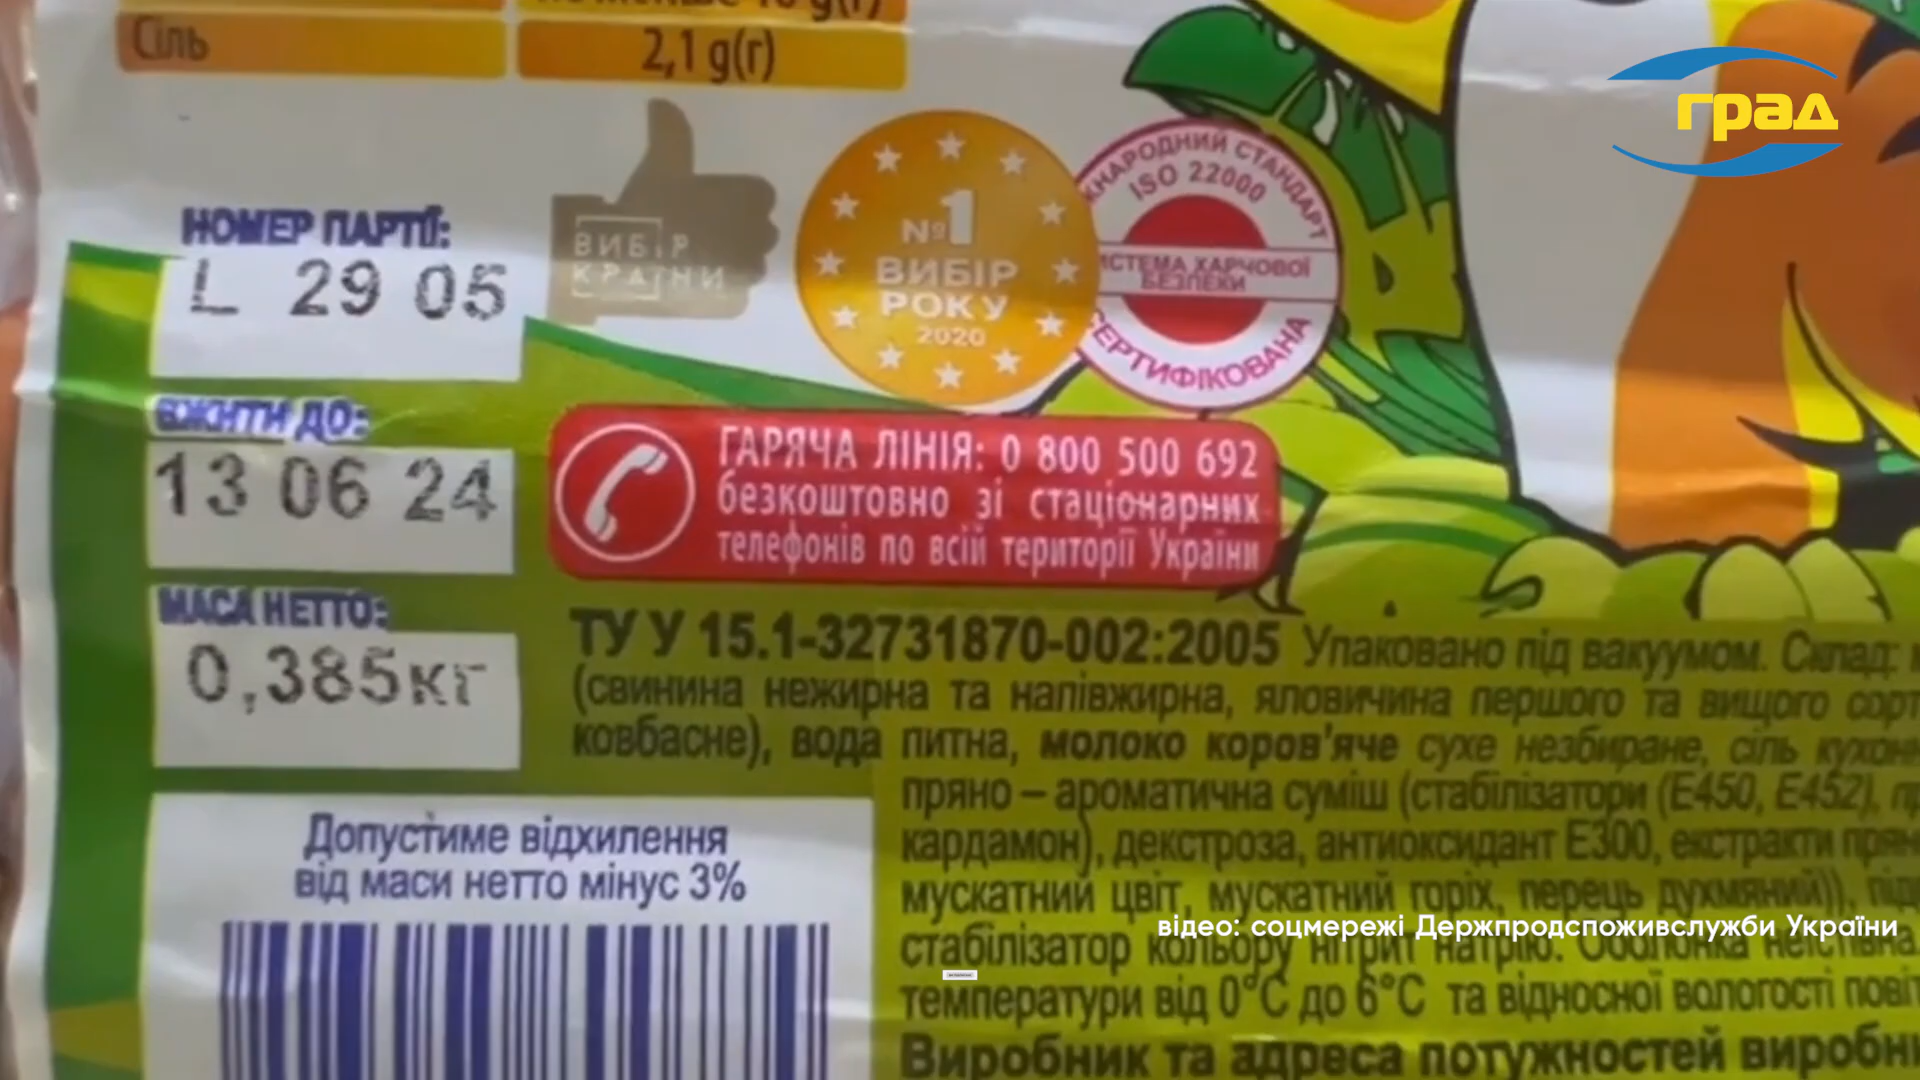 Сіль
2,1 g(г)
град
НОМЕР ПАРТІЇ:
L 29 05
ВИБІР
КРАЇНИ
№1
ВИБІР
РОКУ
2020
НАРОДНИЙ СТАНДАРТ
ISO 22000
СИСТЕМА ХАРЧОВОЇ
БЕЗПЕКИ
СЕРТИФІКОВАНА
ВЖИТИ ДО:
13 06 24
ГАРЯЧА ЛІНІЯ: 0 800 500 692
безкоштовно зі стаціонарних
телефонів по всій території України
МАСА НЕТТО:
0,385кг
ТУ У 15.1-32731870-002:2005 Упаковано під вакуумом. Склад:
(свинина нежирна та напівжирна, яловичина першого та вищого
ковбасне), вода питна, молоко коров'яче сухе незбиране, сіль
пряно – ароматична суміш (стабілізатори (Е450, Е452),
кардамон), декстроза, антиоксидант Е300, екстракти
мускатний цвіт, мускатний горіх, перець духмяний)),
відео: соцмережі Держпродспоживслужби України
стабілізатор кольору нітрит натрію. Оболонка неїстівна.
температури від 0°С до 6°С та відносної вологості
Виробник та адреса потужностей
Допустиме відхилення
від маси нетто мінус 3%